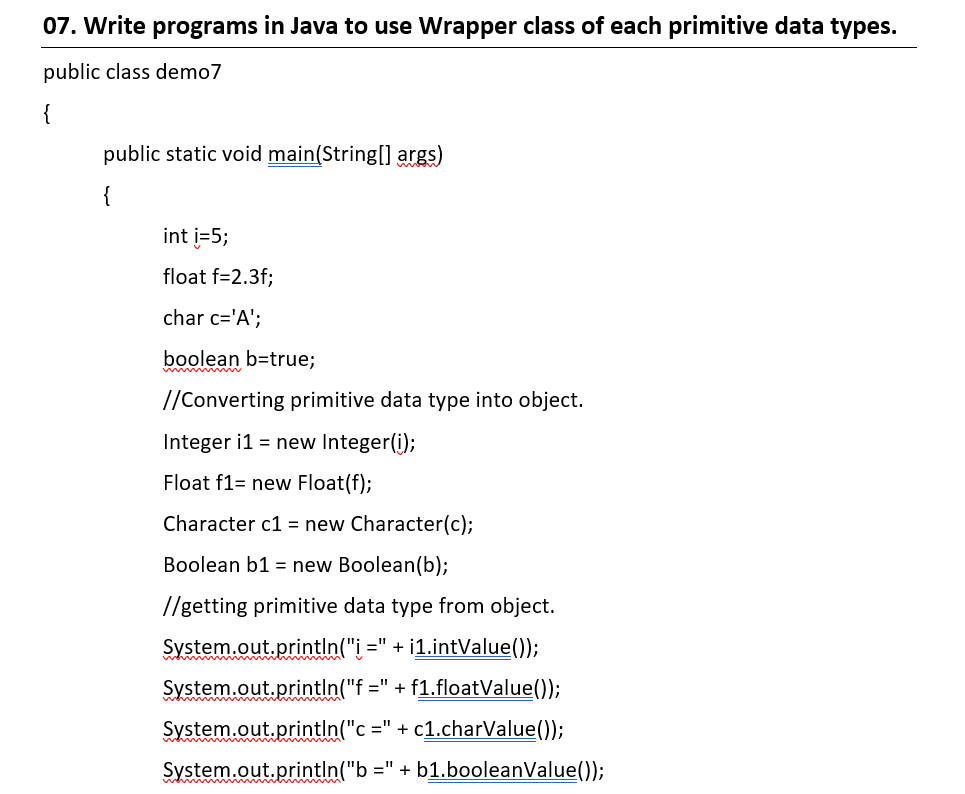 07. Write programs in Java to use Wrapper class of each primitive data types.
public class demo7
{
public static void main(String[] args)
{
int i=5;
float f=2.3f;
char c='A';
boolean b=true;
//Converting primitive data type into object.
Integer i1 = new Integer(i);
Float f1= new Float(f);
Character c1 = new Character(c);
Boolean b1 = new Boolean(b);
//getting primitive data type from object.
System.out.println("i =" + i1.intValue());
System.out.println("f =" + f1.floatValue());
System.out.println("c =" + c1.charValue());
System.out.println("b =" + b1.booleanValue());